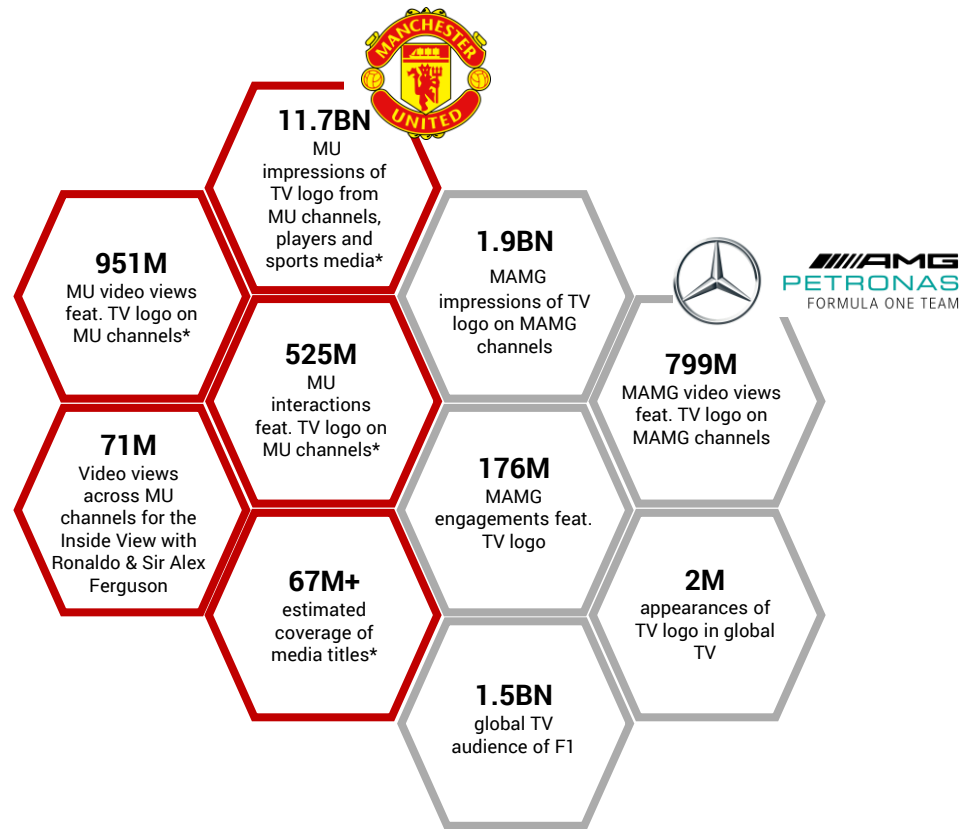 MANCHESTER
UNITED
11.7BN
MU
impressions of
TV logo from
MU channels,
players and
sports media*
951M
MU video views
feat. TV logo on
MU channels*
525M
MU
interactions
feat. TV logo on
MU channels*
71M
Video views
across MU
channels for the
Inside View with
Ronaldo & Sir Alex
Ferguson
67M+
estimated
coverage of
media titles*
1.9BN
MAMG
impressions of TV
logo on MAMG
channels
AMG
PETRONAS
FORMULA ONE TEAM
799M
MAMG video views
feat. TV logo on
MAMG channels
176M
MAMG
engagements feat.
TV logo
2M
appearances of
TV logo in global
TV
1.5BN
global TV
audience of F1